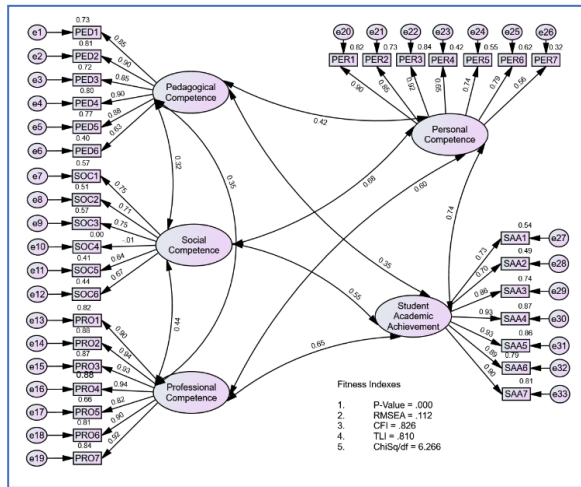 0.73
e1 PED1 0.85
0.81
e2 PED2 0.90
0.72
e3 PED3 0.85
0.80
e4 PED4 0.90
0.77
e5 PED5 0.88
0.40
e6 PED6 0.63
Pedagogical
Competence
0.57
e7 SOC1 0.75
0.51
e8 SOC2 0.71
0.57
e9 SOC3 0.75
0.00
e10 SOC4 -.01
0.41
e11 SOC5 0.64
0.44
e12 SOC6 0.67
Social
Competence
0.82
e13 PRO1 0.90
0.88
e14 PRO2 0.94
0.87
e15 PRO3 0.93
0.88
e16 PRO4 0.94
0.66
e17 PRO5 0.82
0.81
e18 PRO6 0.90
0.84
e19 PRO7 0.92
Professional
Competence
e20 e21 e22 e23 e24 e25 e26
0.82 0.73 0.84 0.42 0.55 0.62 0.32
PER1 PER2 PER3 PER4 PER5 PER6 PER7
0.90 0.85 0.92 0.65 0.74 0.79 0.56
Personal
Competence
0.42
0.32
0.35
0.68
0.60
0.74
0.35
0.55
0.44
0.65
0.54
0.73 SAA1 e27
0.49
0.70 SAA2 e28
0.74
0.86 SAA3 e29
0.87
0.93 SAA4 e30
0.86
0.93 SAA5 e31
0.79
0.89 SAA6 e32
0.81
0.90 SAA7 e33
Student
Academic
Achievement
Fitness Indexes
1. P-Value = .000
2. RMSEA = .112
3. CFI = .826
4. TLI = .810
5. ChiSq/df = 6.266